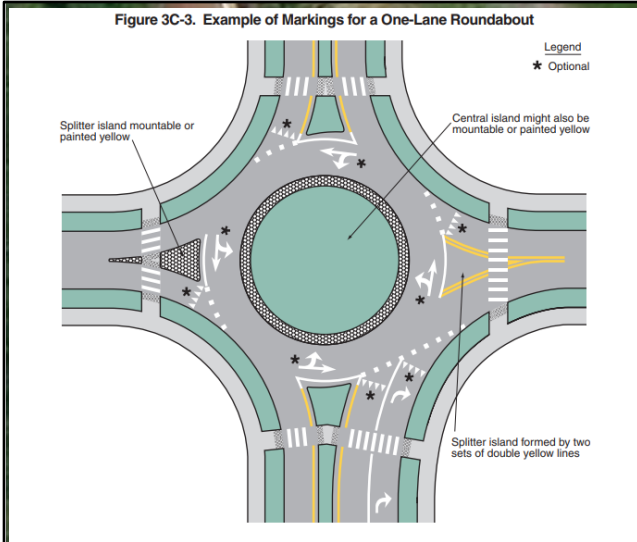 Figure 3C-3. Example of Markings for a One-Lane Roundabout
Legend
* Optional
Splitter island mountable or
painted yellow
Central island might also be
mountable or painted yellow
*
*
*
*
*
*
*
*
*
Splitter island formed by two
sets of double yellow lines